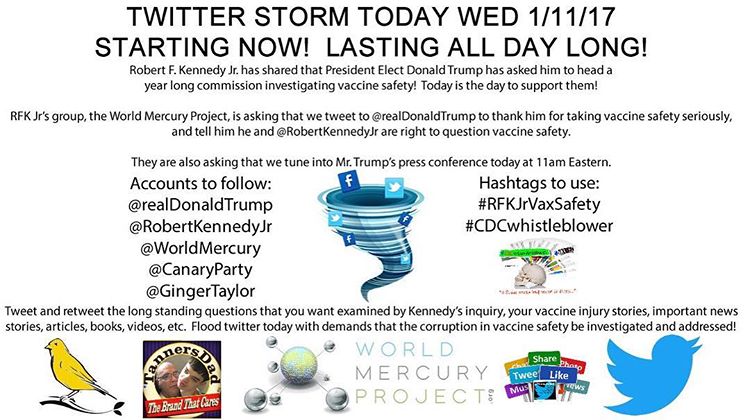 TWITTER STORM TODAY WED 1/11/17
STARTING NOW! LASTING ALL DAY LONG!
Robert F. Kennedy Jr. has shared that President Elect Donald Trump has asked him to head a
year long commission investigating vaccine safety! Today is the day to support them!
RFK Jr's group, the World Mercury Project, is asking that we tweet to @realDonaldTrump to thank him for taking vaccine safety seriously,
and tell him he and @RobertKennedyJr are right to question vaccine safety.
They are also asking that we tune into Mr. Trump's press conference today at 11am Eastern.
Accounts to follow:
@realDonaldTrump
@RobertKennedyJr
@WorldMercury
@CanaryParty
@GingerTaylor
Hashtags to use:
#RFKJrVaxSafety
#CDCwhistleblower
Tweet and retweet the long standing questions that you want examined by Kennedy's inquiry, your vaccine injury stories, important news
stories, articles, books, videos, etc. Flood twitter today with demands that the corruption in vaccine safety be investigated and addressed!
TannersDad
The Brand That Cares
WORLD
MERCURY
PROJECT.org
Share
Photo
Tweet
Like
Mus
News